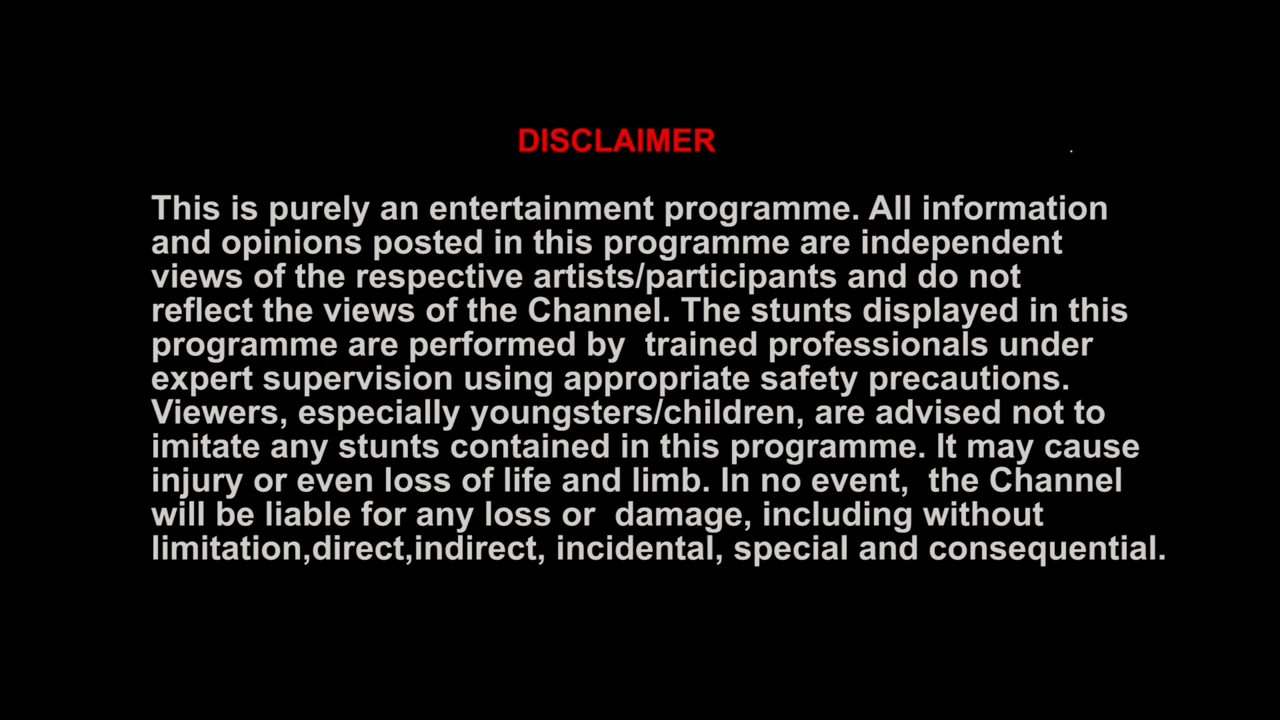 DISCLAIMER
This is purely an entertainment programme. All information
and opinions posted in this programme are independent
views of the respective artists/participants and do not
reflect the views of the Channel. The stunts displayed in this
programme are performed by  trained professionals under
expert supervision using appropriate safety precautions.
Viewers, especially youngsters/children, are advised not to
imitate any stunts contained in this programme. It may cause
injury or even loss of life and limb. In no event,  the Channel
will be liable for any loss or  damage, including without
limitation,direct,indirect, incidental, special and consequential.